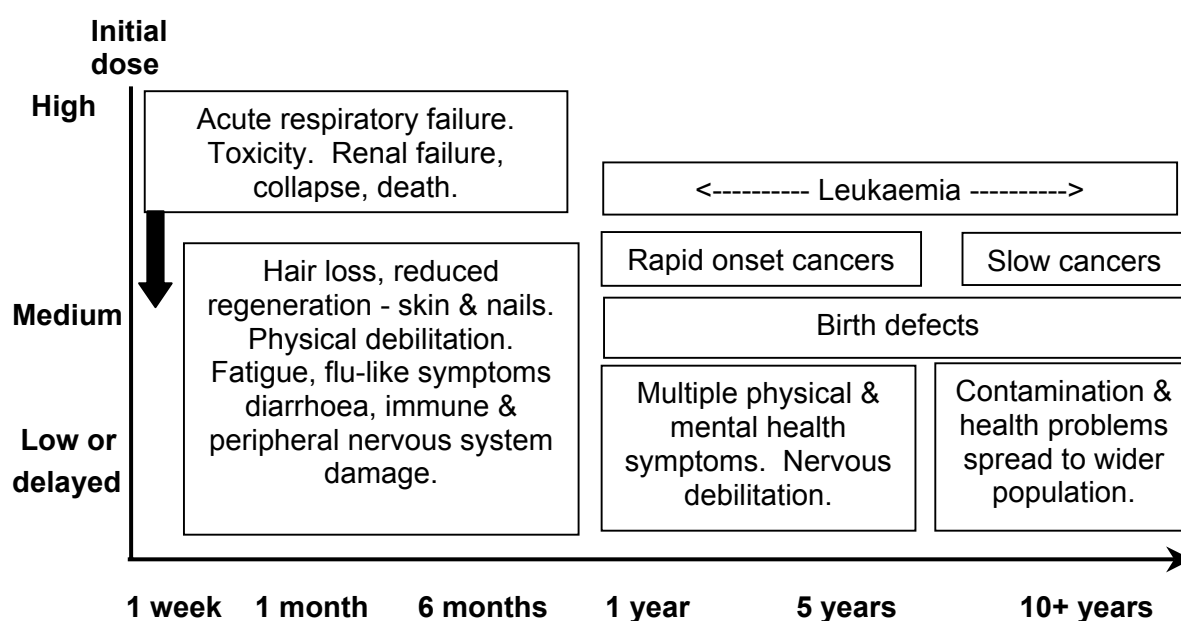 Initial
dose
High
Acute respiratory failure.
Toxicity.  Renal failure,
collapse, death.
<---------- Leukaemia ---------->
Rapid onset cancers
Slow cancers
Hair loss, reduced
regeneration - skin & nails.
Physical debilitation.
Fatigue, flu-like symptoms
diarrhoea, immune &
peripheral nervous system
damage.
Medium
Birth defects
Multiple physical &
mental health
symptoms.  Nervous
debilitation.
Contamination &
health problems
spread to wider
population.
Low or
delayed
1 week 1 month 6 months 1 year 5 years 10+ years